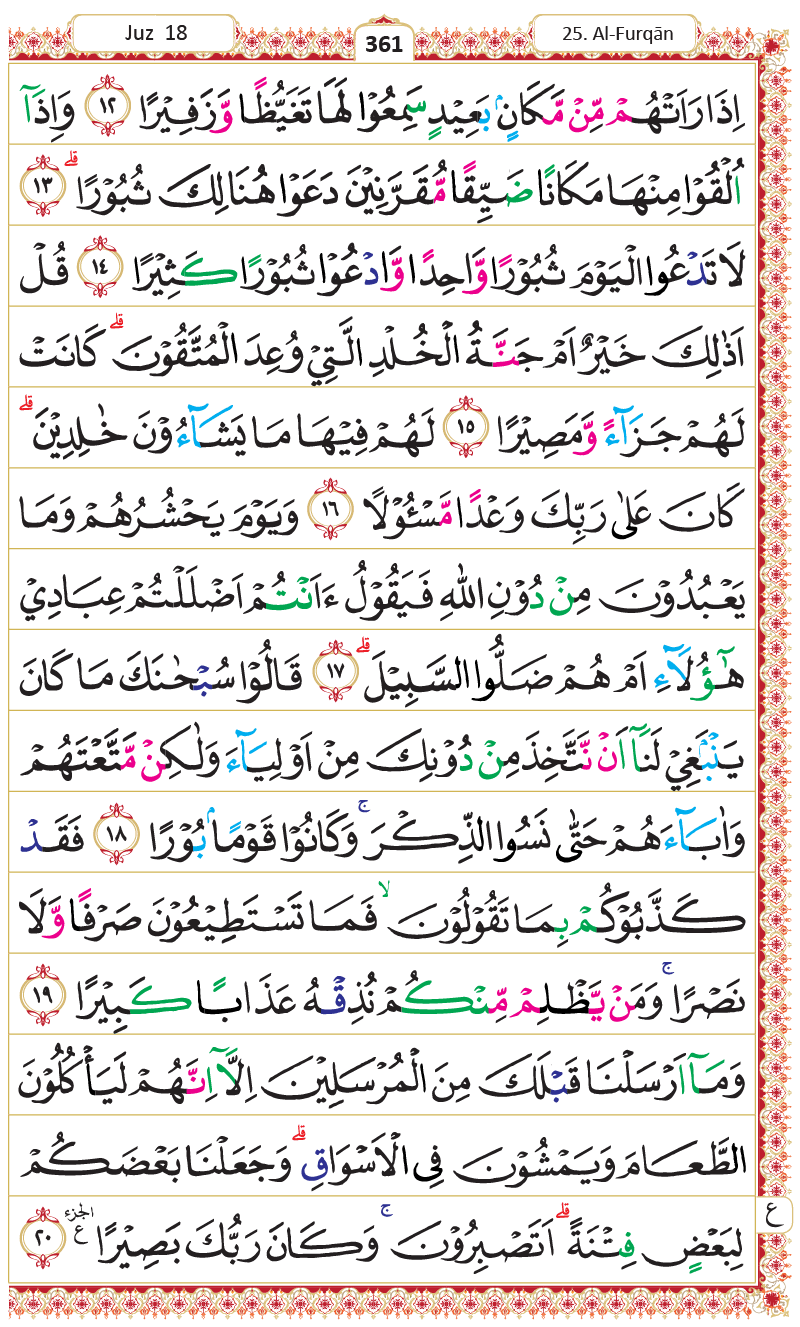 Juz 18
361
25. Al-Furqān
اِذَا رَاَتْهُمْ مِّنْ مَّكَانٍۭ بَعِيْدٍ سَمِعُوْا لَهَا تَغَيُّظًا وَّزَفِيْرًا ١٢ وَاِذَآ
اُلْقُوْا مِنْهَا مَكَانًا ضَيِّقًا مُّقَرَّنِيْنَ دَعَوْا هُنَالِكَ ثُبُوْرًا ۗ ١٣
لَا تَدْعُوا الْيَوْمَ ثُبُوْرًا وَّاحِدًا وَّادْعُوْا ثُبُوْرًا كَثِيْرًا ١٤ قُلْ
اَذٰلِكَ خَيْرٌ اَمْ جَنَّةُ الْخُلْدِ الَّتِيْ وُعِدَ الْمُتَّقُوْنَ ۗ كَانَتْ
لَهُمْ جَزَآءً وَّمَصِيْرًا ١٥ لَهُمْ فِيْهَا مَا يَشَآءُوْنَ خٰلِدِيْنَ ۗ
كَانَ عَلٰى رَبِّكَ وَعْدًا مَّسْئُوْلًا ١٦ وَيَوْمَ يَحْشُرُهُمْ وَمَا
يَعْبُدُوْنَ مِنْ دُوْنِ اللّٰهِ فَيَقُوْلُ ءَاَنْتُمْ اَضْلَلْتُمْ عِبَادِيْ
هٰٓؤُلَآءِ اَمْ هُمْ ضَلُّوا السَّبِيْلَ ۗ ١٧ قَالُوْا سُبْحٰنَكَ مَا كَانَ
يَنْۢبَغِيْ لَنَآ اَنْ نَّتَّخِذَ مِنْ دُوْنِكَ مِنْ اَوْلِيَآءَ وَلٰكِنْ مَّتَّعْتَهُمْ
وَاٰبَآءَهُمْ حَتّٰى نَسُوا الذِّكْرَ ۚ وَكَانُوْا قَوْمًاۢ بُوْرًا ١٨ فَقَدْ
كَذَّبُوْكُمْ بِمَا تَقُوْلُوْنَ ۙ فَمَا تَسْتَطِيْعُوْنَ صَرْفًا وَّلَا
نَصْرًا ۚ وَمَنْ يَّظْلِمْ مِّنْكُمْ نُذِقْهُ عَذَابًا كَبِيْرًا ١٩
وَمَآ اَرْسَلْنَا قَبْلَكَ مِنَ الْمُرْسَلِيْنَ اِلَّآ اِنَّهُمْ لَيَأْكُلُوْنَ
الطَّعَامَ وَيَمْشُوْنَ فِى الْاَسْوَاقِ ۗ وَجَعَلْنَا بَعْضَكُمْ
لِبَعْضٍ فِتْنَةً ۗ اَتَصْبِرُوْنَ ۚ وَكَانَ رَبُّكَ بَصِيْرًا الجزء ع ٢٠
ع